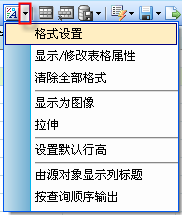 格式设置
显示/修改表格属性
清除全部格式
显示为图像
拉伸
设置默认行高
由源对象显示列标题
按查询顺序输出